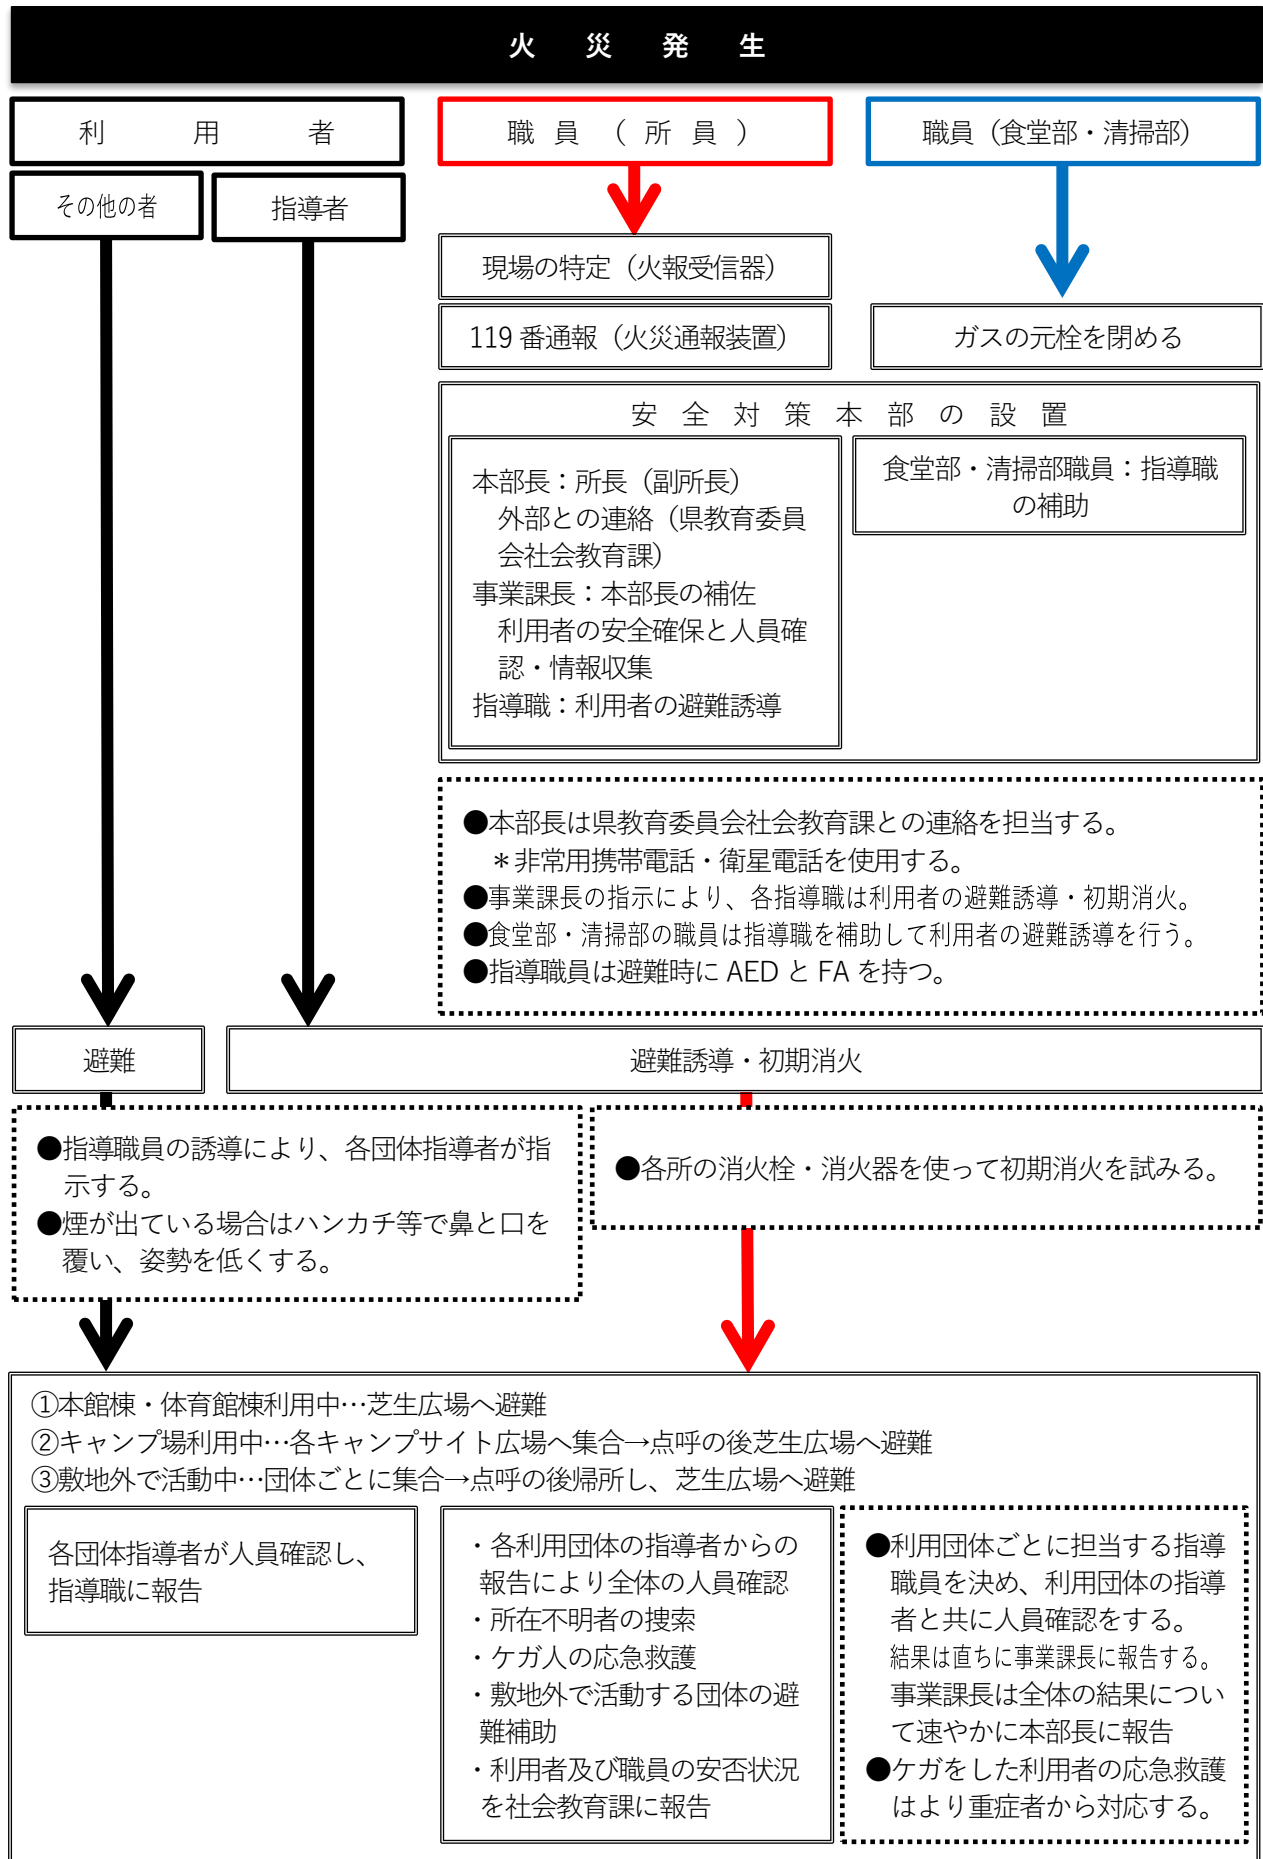 火災発生
利用者
職員（所員）
職員（食堂部・清掃部）
その他の者
指導者
現場の特定（火報受信器）
119番通報（火災通報装置）
ガスの元栓を閉める
安全対策本部の設置
本部長：所長（副所長）
外部との連絡（県教育委員
会社会教育課）
事業課長：本部長の補佐
利用者の安全確保と人員確
認・情報収集
指導職：利用者の避難誘導
食堂部・清掃部職員：指導職
の補助
●本部長は県教育委員会社会教育課との連絡を担当する。
＊非常用携帯電話・衛星電話を使用する。
●事業課長の指示により、各指導職は利用者の避難誘導・初期消火。
●食堂部・清掃部の職員は指導職を補助して利用者の避難誘導を行う。
●指導職員は避難時に AED と FA を持つ。
避難
避難誘導・初期消火
●指導職員の誘導により、各団体指導者が指
示する。
●煙が出ている場合はハンカチ等で鼻と口を
覆い、姿勢を低くする。
●各所の消火栓・消火器を使って初期消火を試みる。
①本館棟・体育館棟利用中…芝生広場へ避難
②キャンプ場利用中…各キャンプサイト広場へ集合→点呼の後芝生広場へ避難
③敷地外で活動中…団体ごとに集合→点呼の後帰所し、芝生広場へ避難
各団体指導者が人員確認し、
指導職に報告
・各利用団体の指導者からの
報告により全体の人員確認
・所在不明者の捜索
・ケガ人の応急救護
・敷地外で活動する団体の避
難補助
・利用者及び職員の安否状況
を社会教育課に報告
●利用団体ごとに担当する指導
職員を決め、利用団体の指導
者と共に人員確認をする。
結果は直ちに事業課長に報告する。
事業課長は全体の結果につい
て速やかに本部長に報告
●ケガをした利用者の応急救護
はより重症者から対応する。